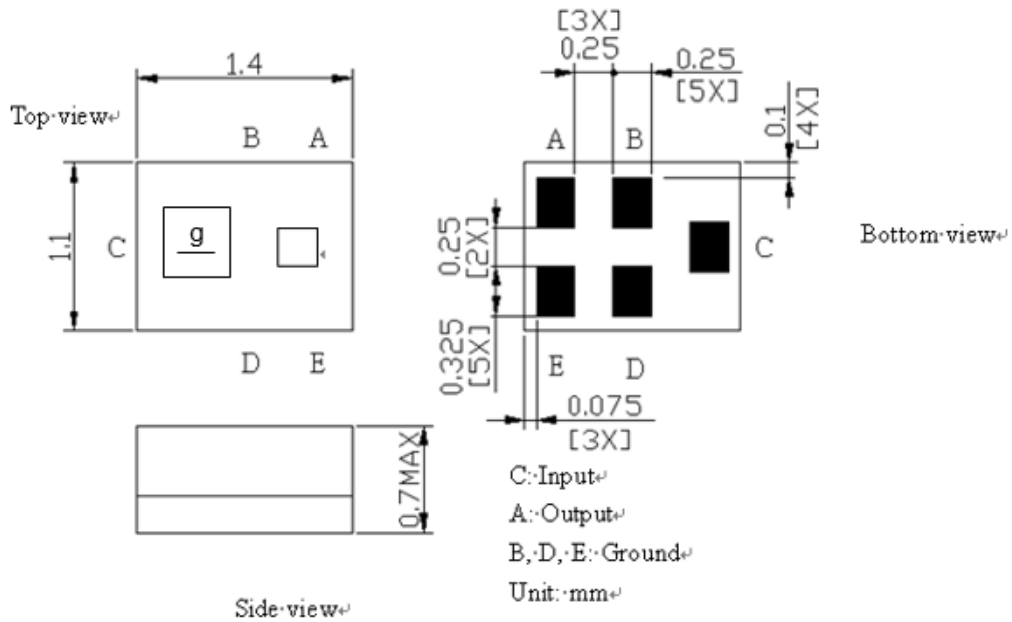 [3X]
0.25
0.25
[5X]
1.4
0.1
[4X]
Top view
B A
A B
1.1
C
g
0.25
[2X]
C
Bottom view
D E
0.325
[5X]
E D
0.075
[3X]
0.7MAX
C: Input
A: Output
B, D, E: Ground
Unit: mm
Side view